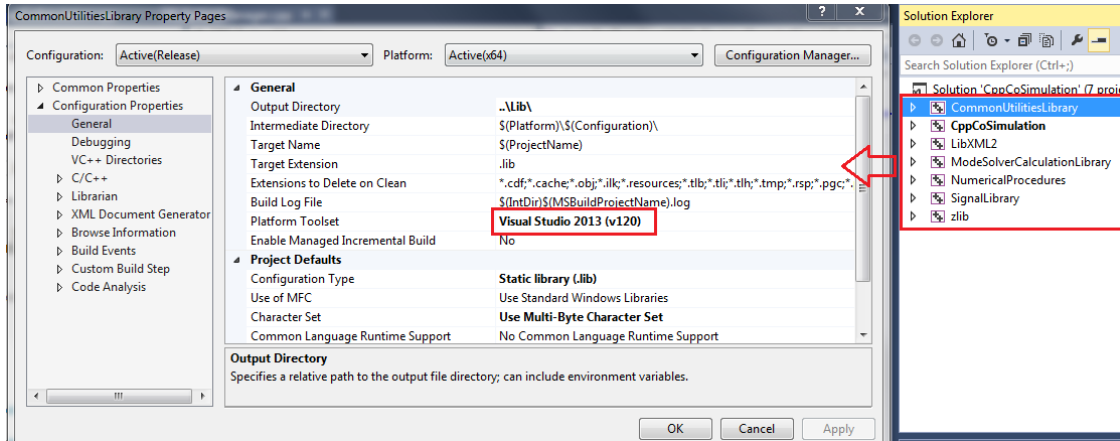 CommonUtilitiesLibrary Property Pages
Configuration: Active(Release) Platform: Active(x64) Configuration Manager...
Common Properties
Configuration Properties
General
Debugging
VC++ Directories
C/C++
Librarian
XML Document Generator
Browse Information
Build Events
Custom Build Step
Code Analysis
General
Output Directory ..\Lib\
Intermediate Directory $(Platform)\$(Configuration)\
Target Name $(ProjectName)
Target Extension .lib
Extensions to Delete on Clean *.cdf;*.cache;*.obj;*.ilk;*.resources;*.tlb;*.tli;*.tlh;*.tmp;*.rsp;*.pgc;*.
Build Log File $(IntDir)$(MSBuildProjectName).log
Platform Toolset Visual Studio 2013 (v120)
Enable Managed Incremental Build No
Project Defaults
Configuration Type Static library (.lib)
Use of MFC Use Standard Windows Libraries
Character Set Use Multi-Byte Character Set
Common Language Runtime Support No Common Language Runtime Support
Output Directory
Specifies a relative path to the output file directory; can include environment variables.
OK Cancel Apply
Solution Explorer
Search Solution Explorer (Ctrl+;)
Solution 'CppCoSimulation' (7 proje
CommonUtilitiesLibrary
CppCoSimulation
LibXML2
ModeSolverCalculationLibrary
NumericalProcedures
SignalLibrary
zlib